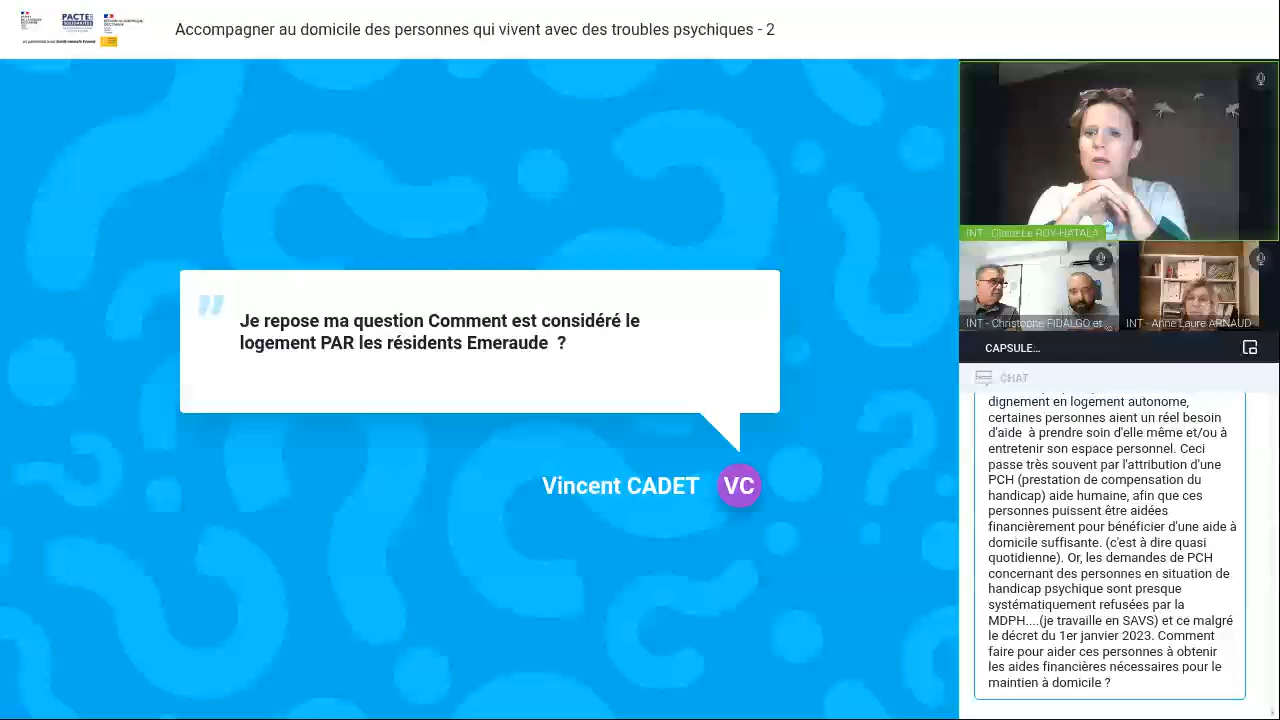 PACTE
SOLIDARITÉS
Accompagner au domicile des personnes qui vivent avec des troubles psychiques - 2
Je repose ma question Comment est considéré le
logement PAR les résidents Emeraude ?
Vincent CADET
VC
INT - Claire Le ROY-HATALA
INT - Christophe FIDALGO et ...
INT - Anne Laure ARNAUD
CAPSULE...
CHAT
dignement en logement autonome,
certaines personnes aient un réel besoin
d'aide à prendre soin d'elle même et/ou à
entretenir son espace personnel. Ceci
passe très souvent par l'attribution d'une
PCH (prestation de compensation du
handicap) aide humaine, afin que ces
personnes puissent être aidées
financièrement pour bénéficier d'une aide à
domicile suffisante. (c'est à dire quasi
quotidienne). Or, les demandes de PCH
concernant des personnes en situation de
handicap psychique sont presque
systématiquement refusées par la
MDPH....(je travaille en SAVS) et ce malgré
le décret du 1er janvier 2023. Comment
faire pour aider ces personnes à obtenir
les aides financières nécessaires pour le
maintien à domicile ?